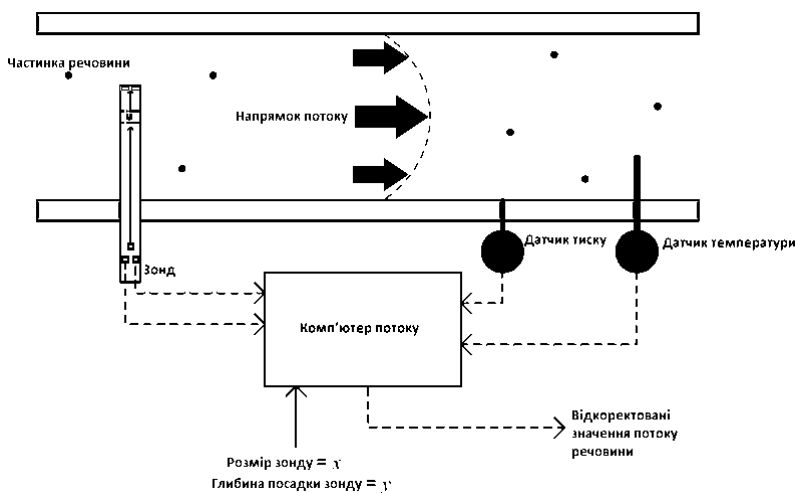 Частинка речовини
Напрямок потоку
Датчик тиску
Датчик температури
Зонд
Комп'ютер потоку
Відкоректовані
значення потоку
речовини
Розмір зонду = x
Глибина посадки зонду = y